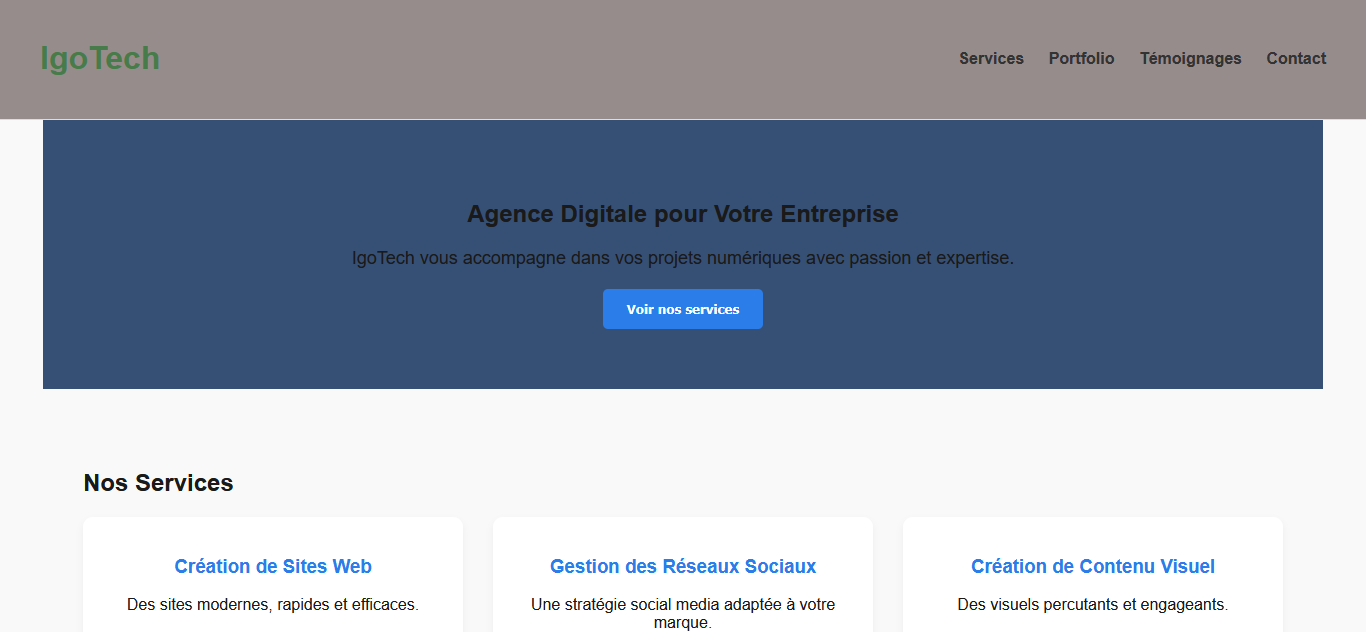 IgoTech
Services Portfolio Témoignages Contact
Agence Digitale pour Votre Entreprise
IgoTech vous accompagne dans vos projets numériques avec passion et expertise.
Voir nos services
Nos Services
Création de Sites Web
Des sites modernes, rapides et efficaces.
Gestion des Réseaux Sociaux
Une stratégie social media adaptée à votre
marque.
Création de Contenu Visuel
Des visuels percutants et engageants.